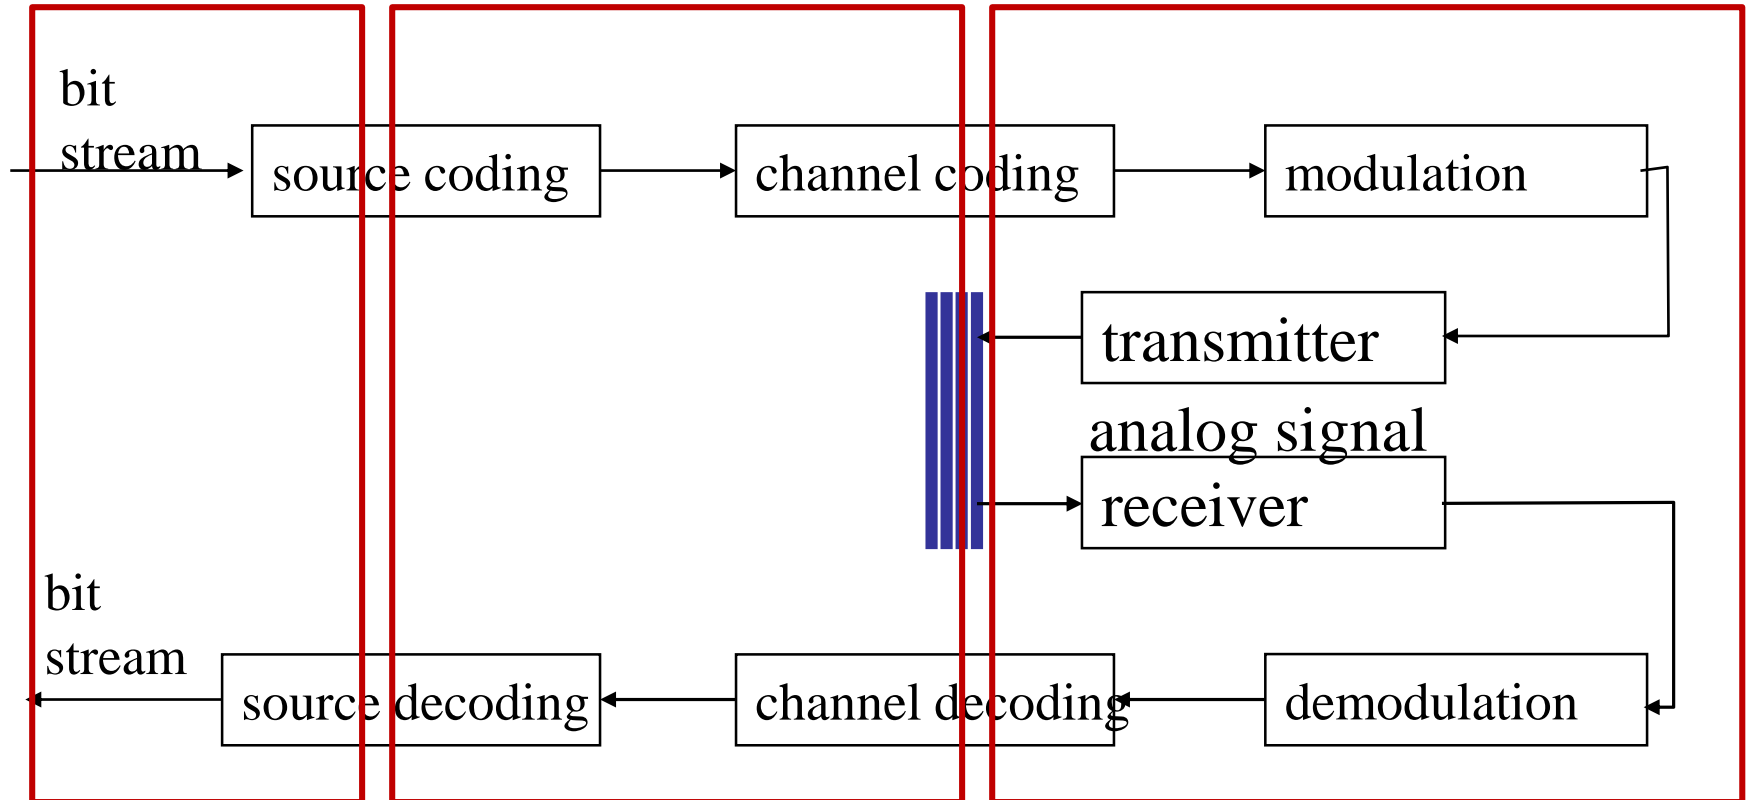 bit
stream
source coding
channel coding
modulation
transmitter
analog signal
receiver
bit
stream
source decoding
channel decoding
demodulation